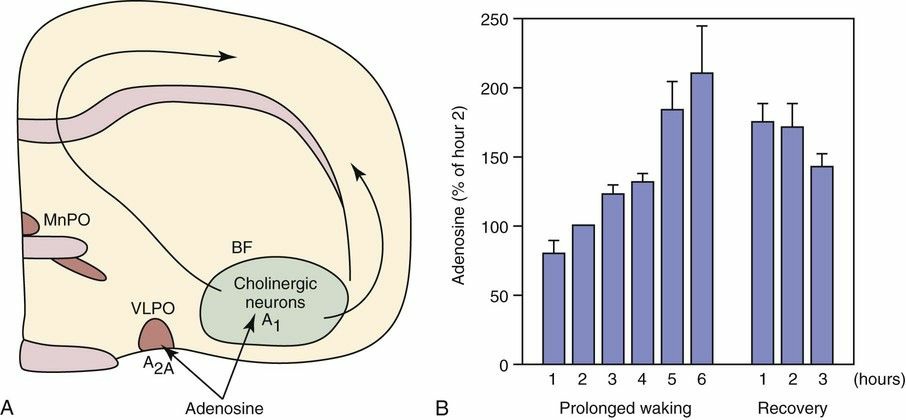 MnPO
BF
Cholinergic
neurons
A1
VLPO
A2A
Adenosine
A
Adenosine (% of hour 2)
250
200
150
100
50
0
1 2 3 4 5 6 1 2 3 (hours)
Prolonged waking Recovery
B